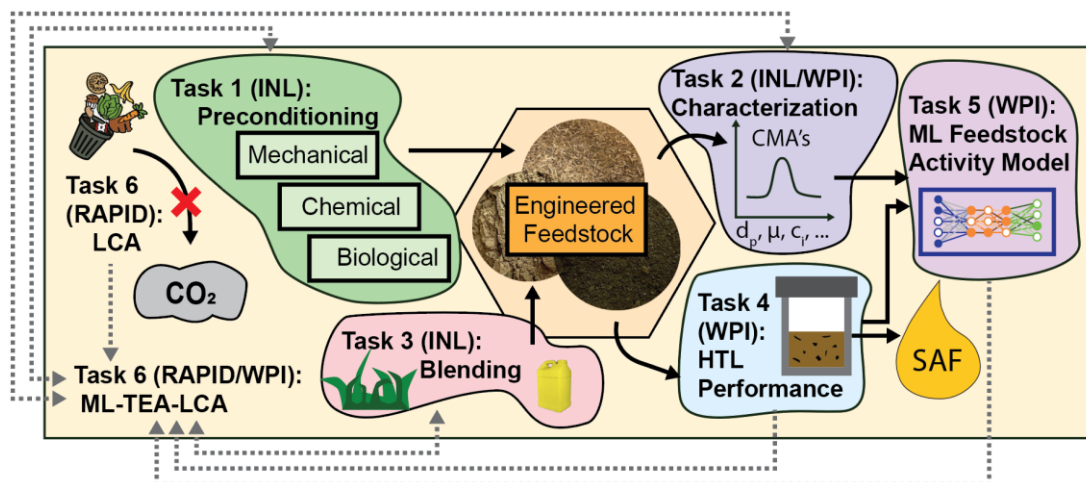 Task 1 (INL):
Preconditioning
Mechanical
Chemical
Biological
Task 6
(RAPID):
LCA
CO₂
Task 6 (RAPID/WPI):
ML-TEA-LCA
Task 3 (INL):
Blending
Engineered
Feedstock
Task 2 (INL/WPI):
Characterization
CMA's
dₚ, μ, cᵢ, ...
Task 4
(WPI):
HTL
Performance
Task 5 (WPI):
ML Feedstock
Activity Model
SAF